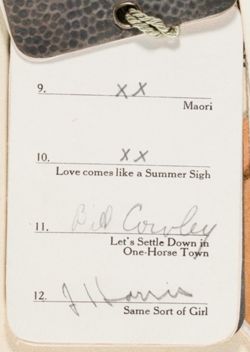 9. XX
Maori
10. XX
Love comes like a Summer Sigh
11. Bill Cowley
Let's Settle Down in
One-Horse Town
12. J Harris
Same Sort of Girl